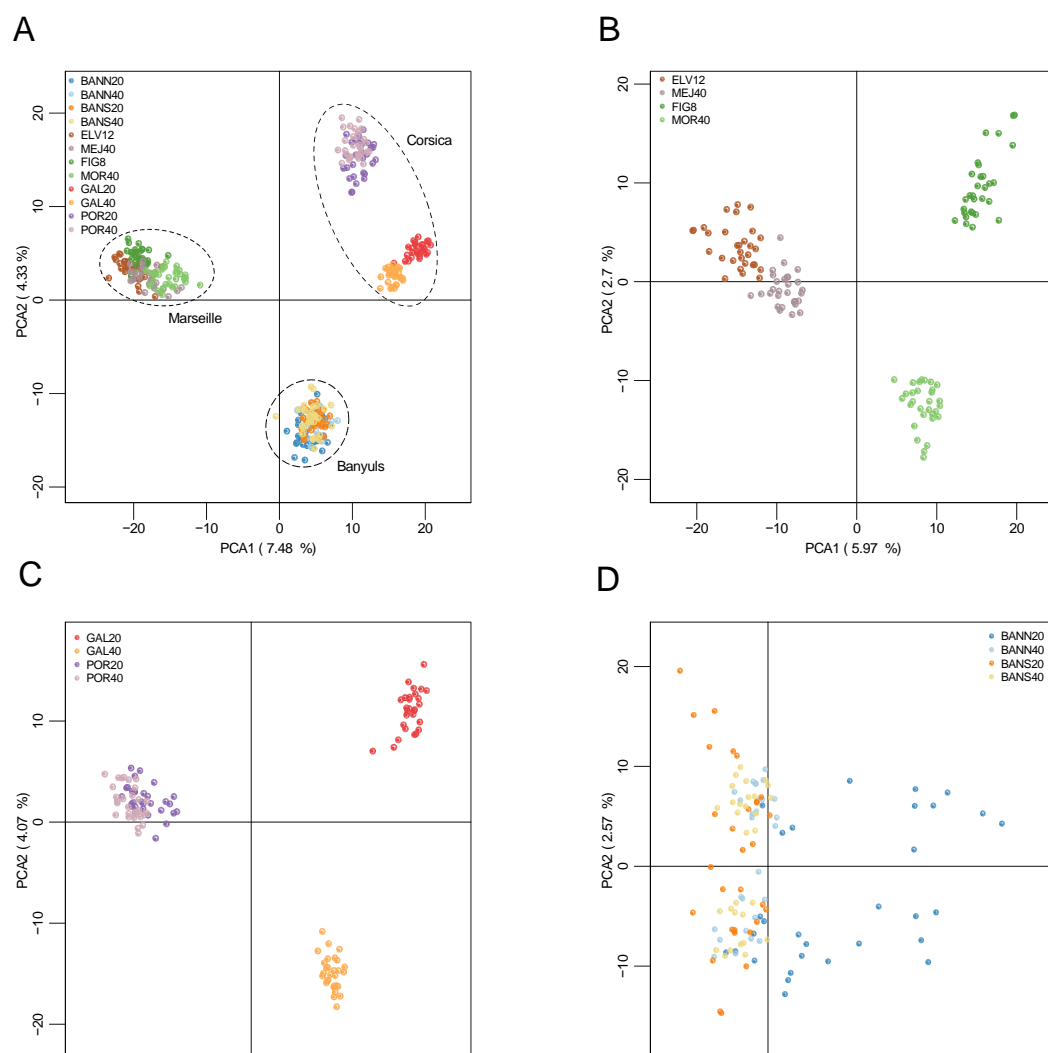 A
BANN20
BANN40
BANS20
BANS40
ELV12
MEJ40
FIG8
MOR40
GAL20
GAL40
POR20
POR40
Corsica
Marseille
Banyuls
20
10
0
−10
−20
PCA2 ( 4.33 %)
−20 −10 0 10 20
PCA1 ( 7.48 %)
B
ELV12
MEJ40
FIG8
MOR40
20
10
0
−10
−20
PCA2 ( 2.7 %)
−20 −10 0 10 20
PCA1 ( 5.97 %)
C
GAL20
GAL40
POR20
POR40
10
0
−10
−20
PCA2 ( 4.07 %)
D
BANN20
BANN40
BANS20
BANS40
20
10
0
−10
PCA2 ( 2.57 %)